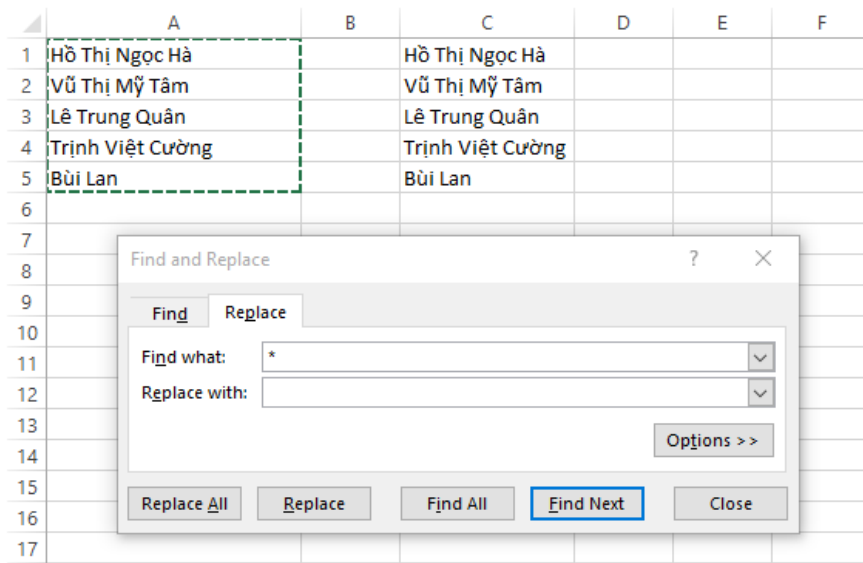 A B C D E F
1 Hồ Thị Ngọc Hà Hồ Thị Ngọc Hà
2 Vũ Thị Mỹ Tâm Vũ Thị Mỹ Tâm
3 Lê Trung Quân Lê Trung Quân
4 Trịnh Việt Cường Trịnh Việt Cường
5 Bùi Lan Bùi Lan
6
7
Find and Replace ?
8
9
Find Replace
10
11 Find what: *
12 Replace with:
13
Options >>
14
15
Replace All Replace Find All Find Next Close
16
17